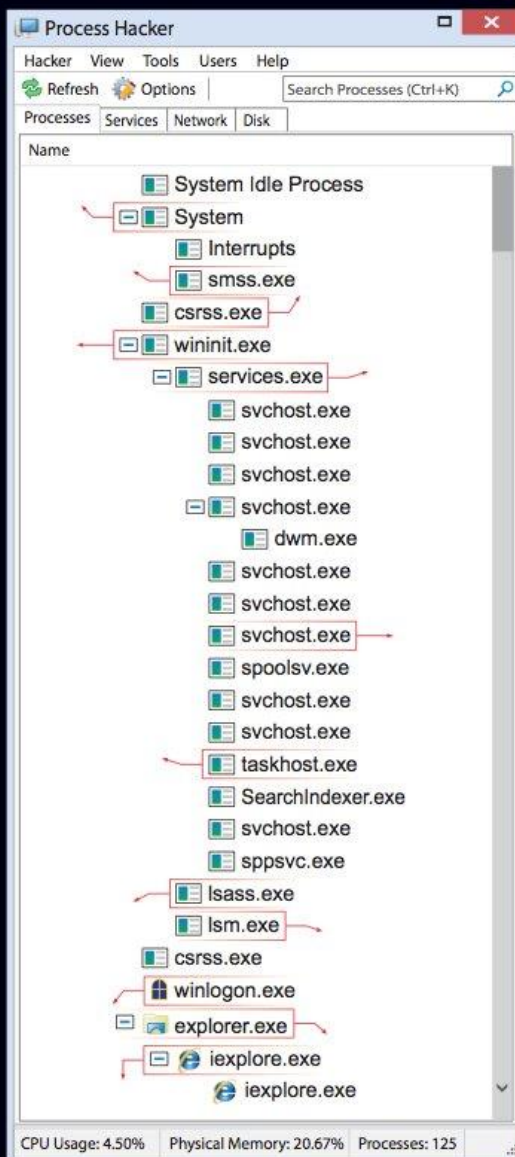 Process Hacker
Hacker View Tools Users Help
Refresh Options Search Processes (Ctrl+K)
Processes Services Network Disk
Name
System Idle Process
System
Interrupts
smss.exe
csrss.exe
wininit.exe
services.exe
svchost.exe
svchost.exe
svchost.exe
svchost.exe
dwm.exe
svchost.exe
svchost.exe
svchost.exe
spoolsv.exe
svchost.exe
svchost.exe
taskhost.exe
SearchIndexer.exe
svchost.exe
sppsvc.exe
lsass.exe
lsm.exe
csrss.exe
winlogon.exe
explorer.exe
iexplore.exe
iexplore.exe
CPU Usage: 4.50% Physical Memory: 20.67% Processes: 125